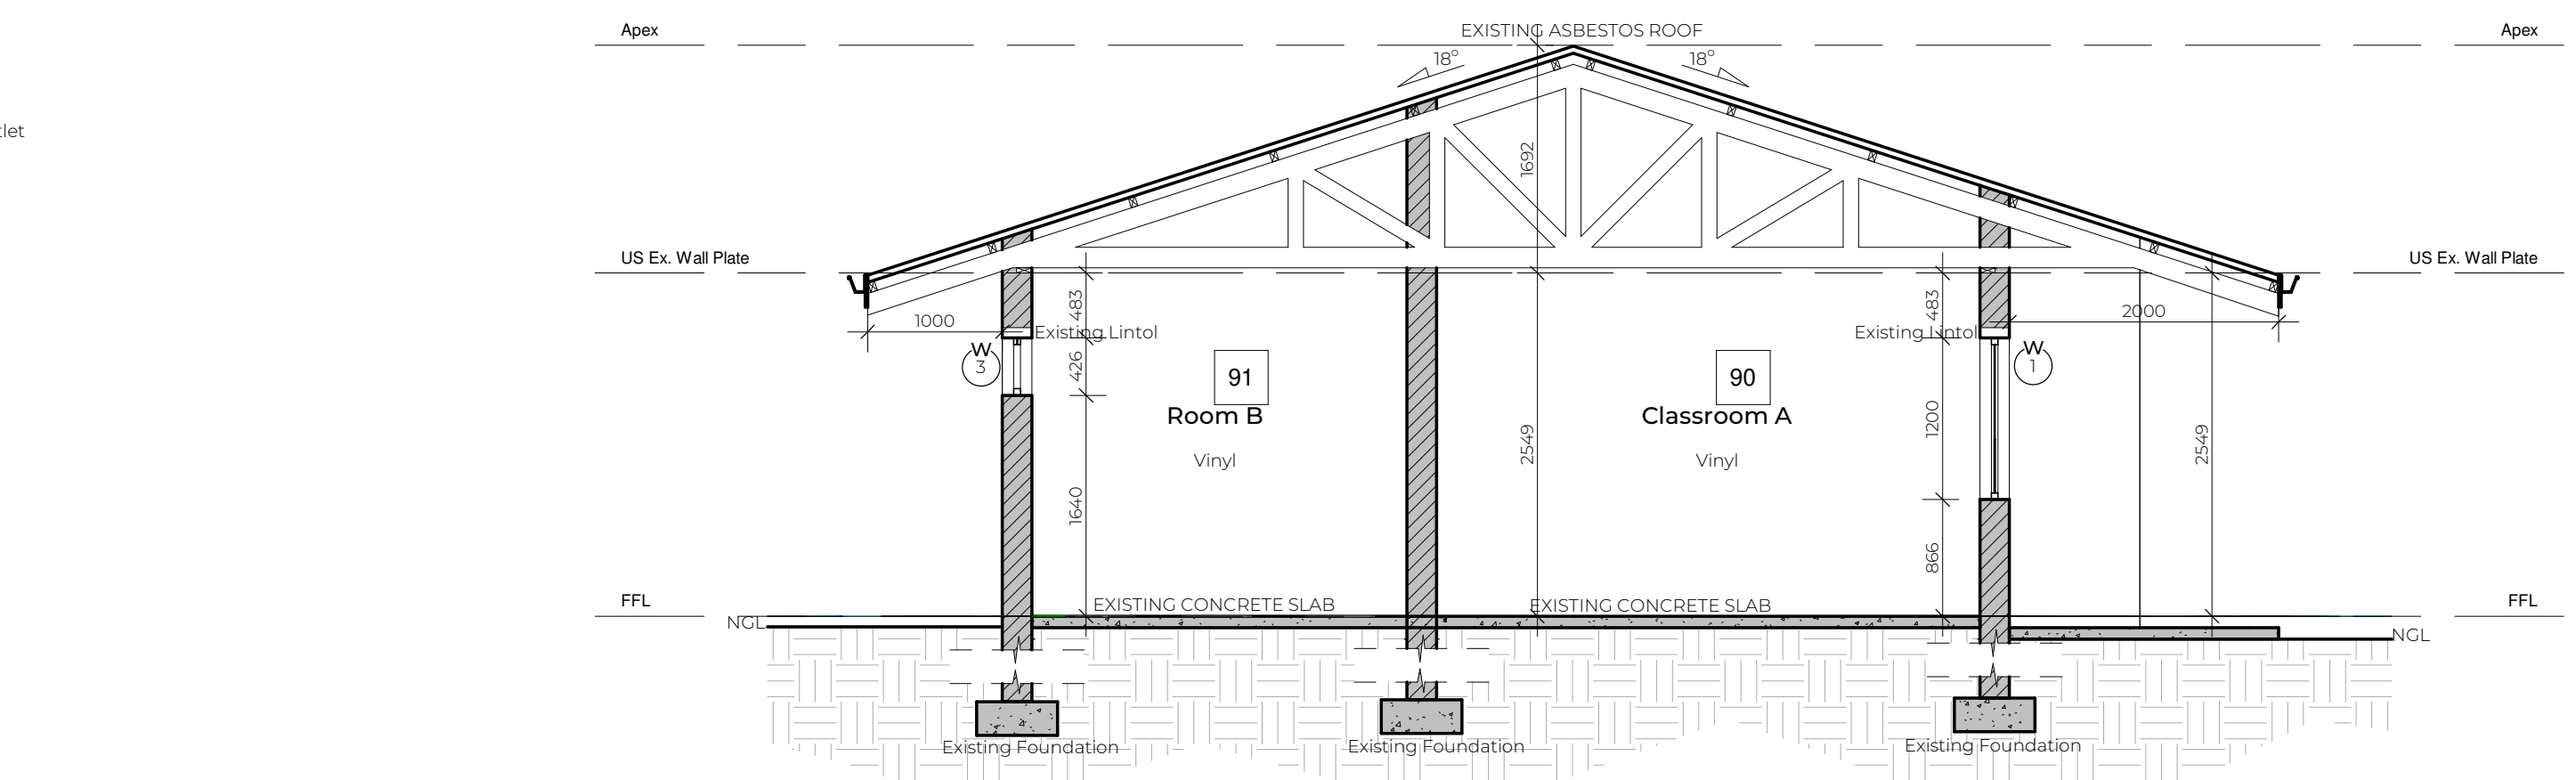 Apex
EXISTING ASBESTOS ROOF
Apex
18°
18°
1692
US Ex. Wall Plate
US Ex. Wall Plate
1000
483
Existing Lintol
483
Existing Lintol
2000
W
3
426
91
Room B
Vinyl
2549
90
Classroom A
Vinyl
1200
W
1
2549
1640
866
FFL
EXISTING CONCRETE SLAB
EXISTING CONCRETE SLAB
FFL
NGL
NGL
Existing Foundation
Existing Foundation
Existing Foundation